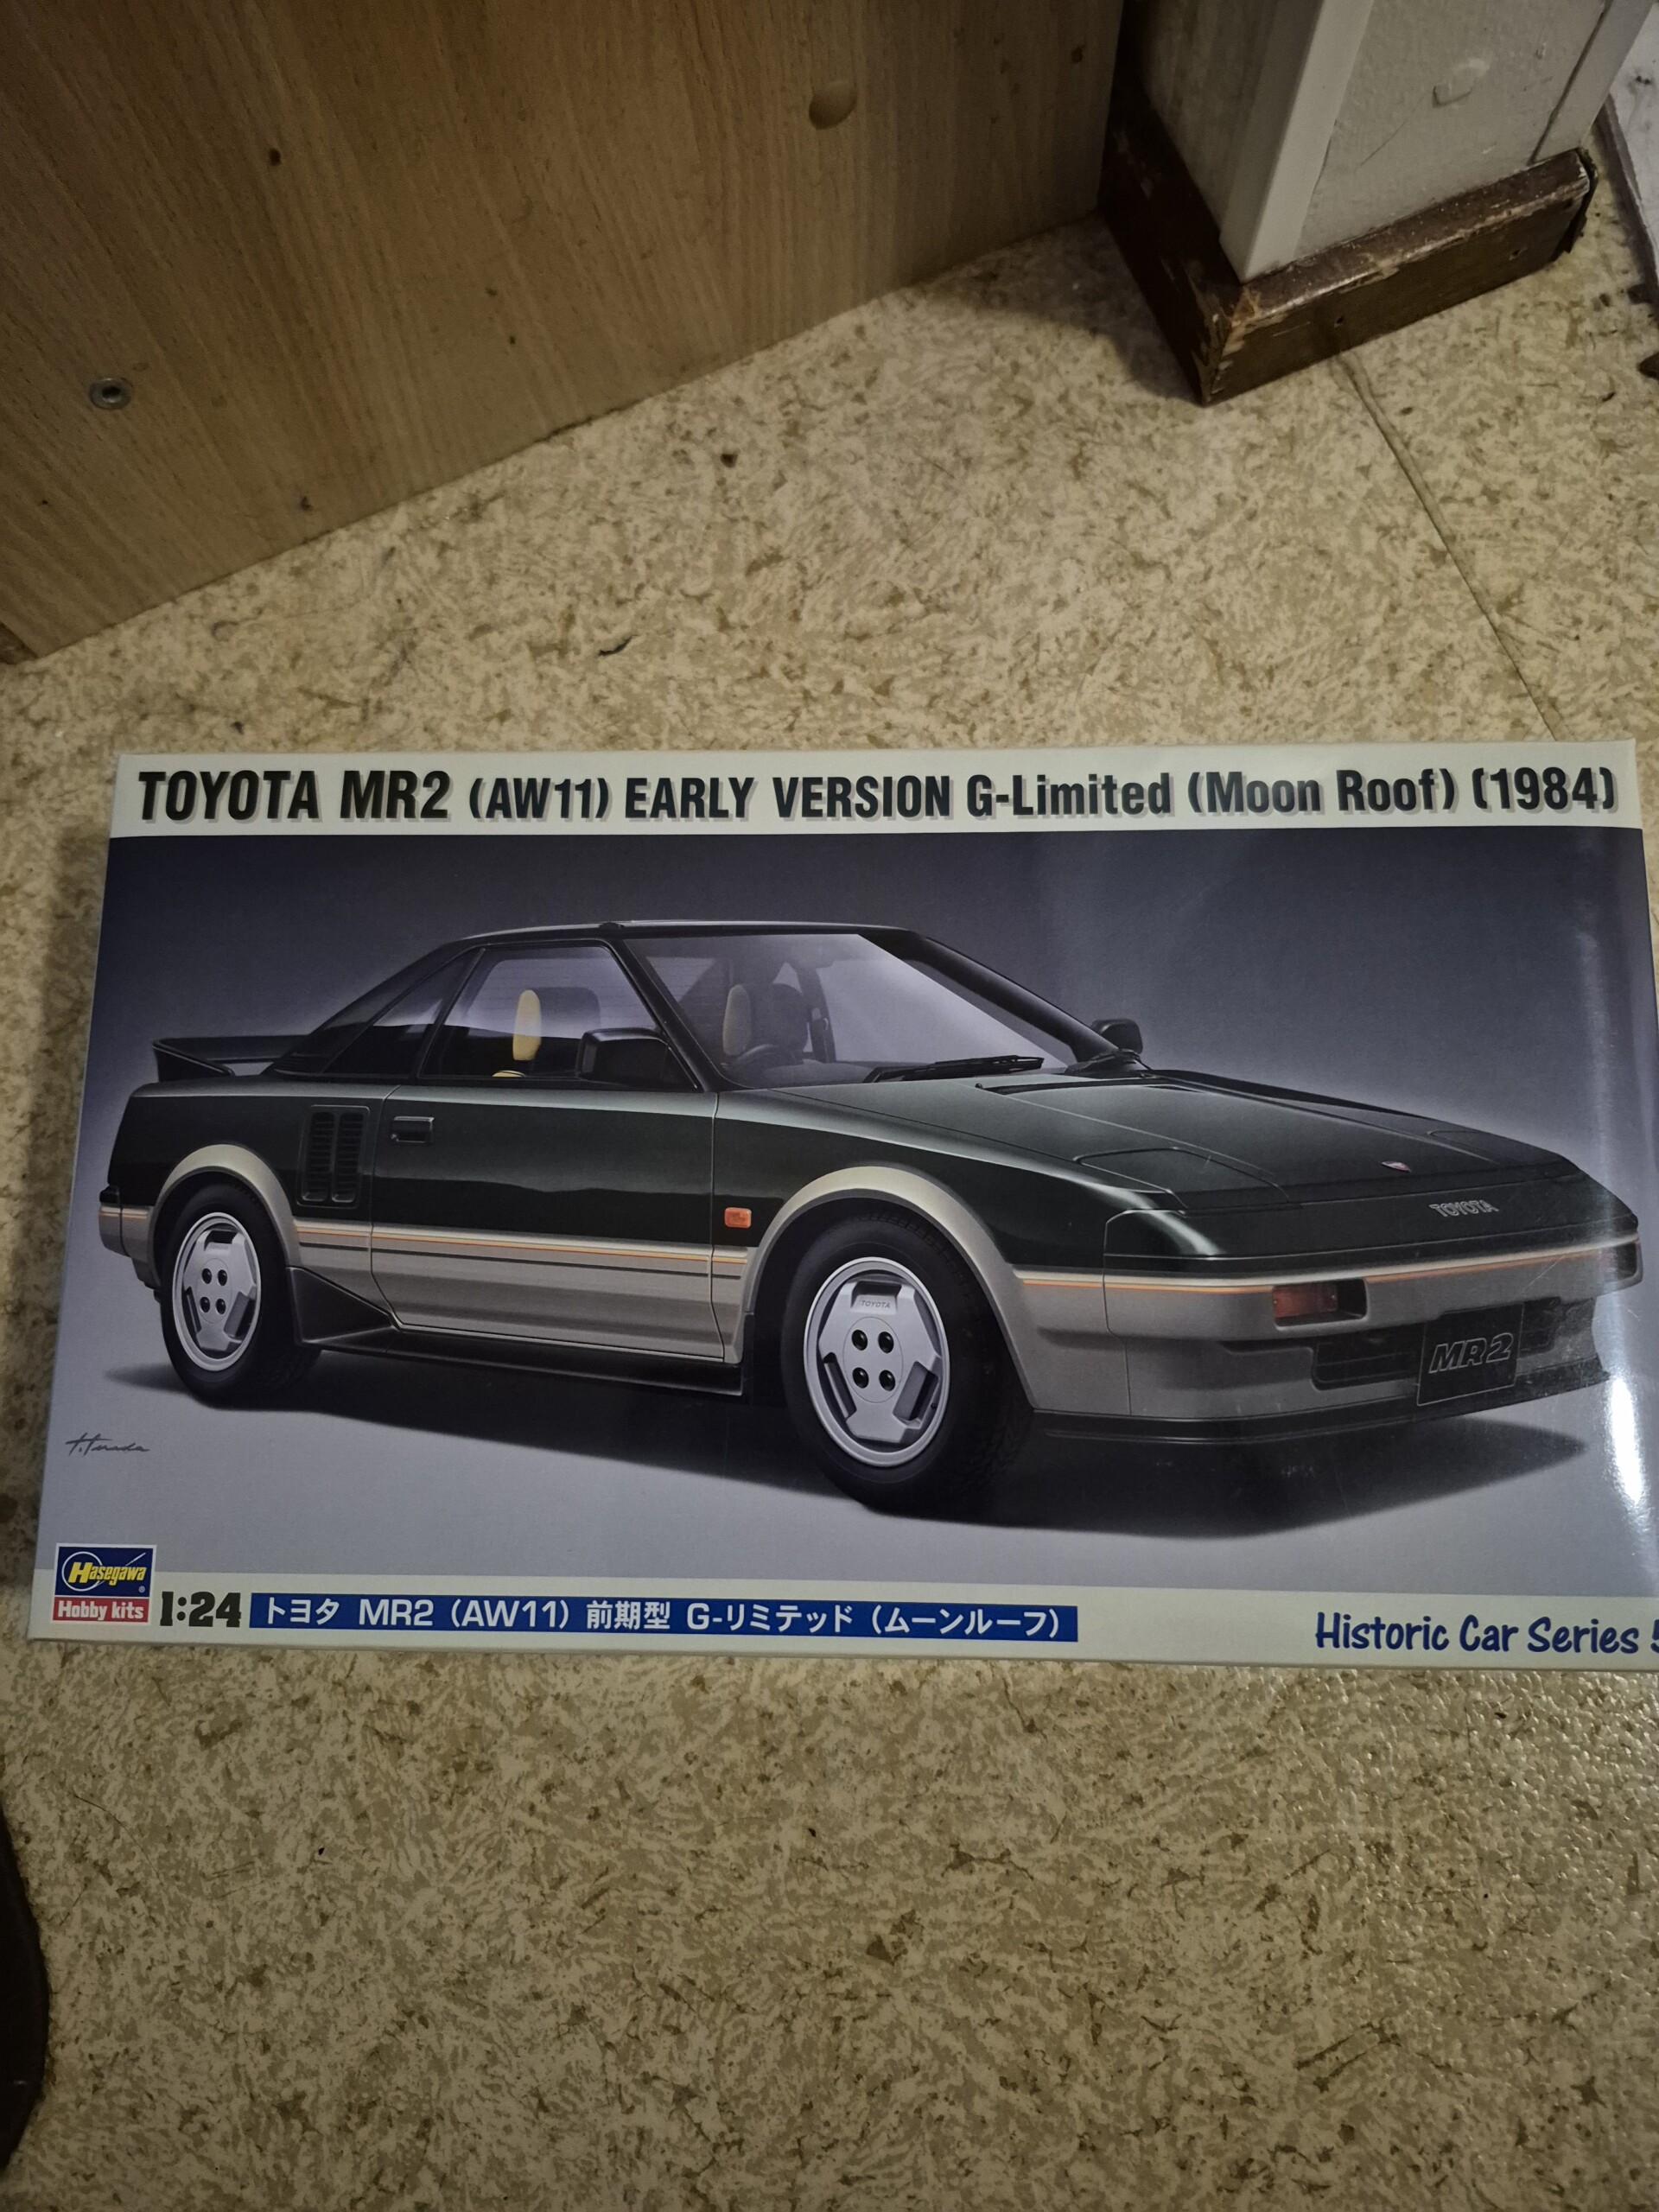 TOYOTA MR2 (AW11) EARLY VERSION G-Limited (Moon Roof) (1984)
TOYOTA
TOYOTA
MR2
Hasegawa
Hobby kits
1:24
トヨタ MR2 (AW11) 前期型 G-リミテッド (ムーンルーフ)
Historic Car Series